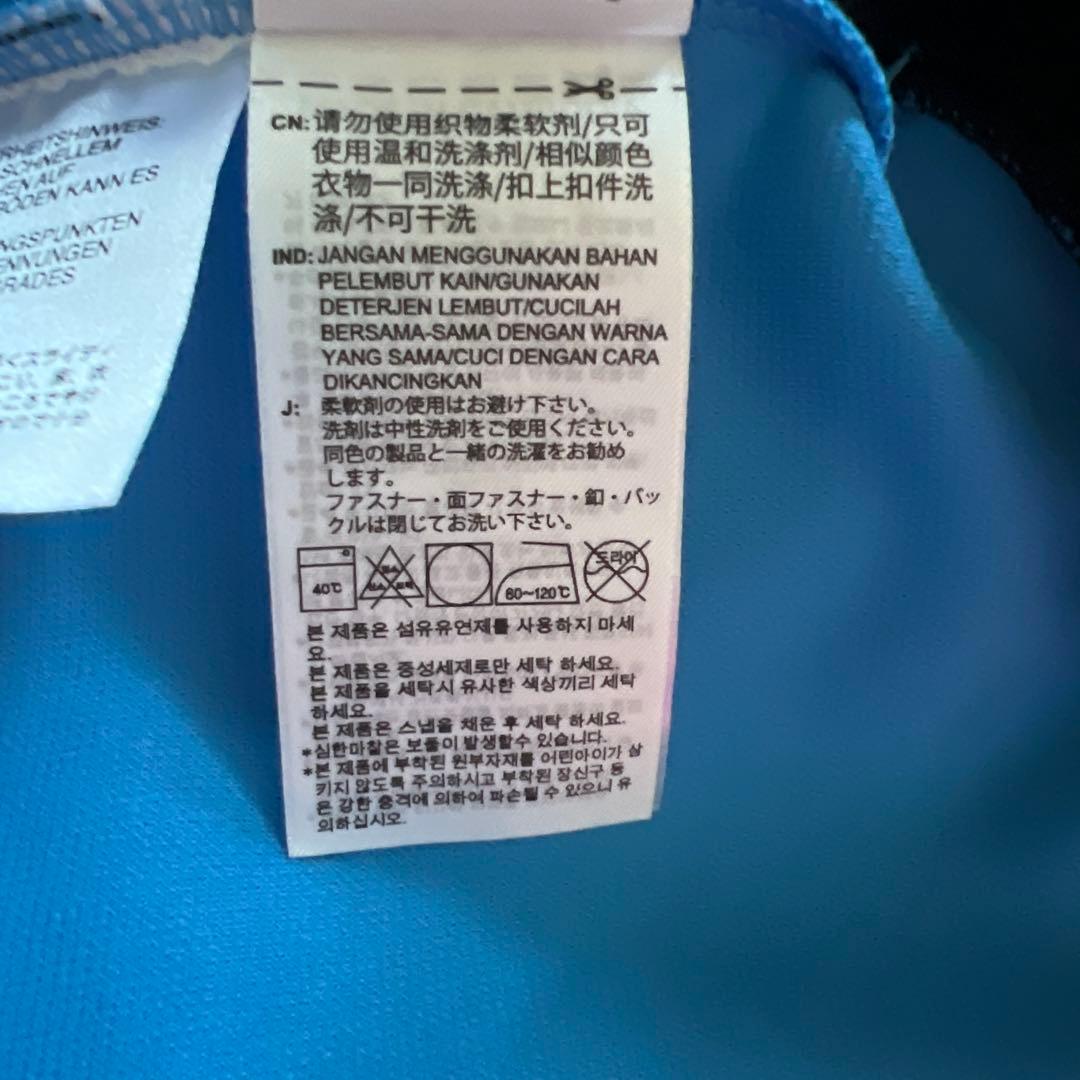 CN: 请勿使用织物柔软剂/只可
使用温和洗涤剂/相似颜色
衣物一同洗涤/扣上扣件洗
涤/不可干洗
IND: JANGAN MENGGUNAKAN BAHAN
PELEMBUT KAIN/GUNAKAN
DETERJEN LEMBUT/CUCILAH
BERSAMA-SAMA DENGAN WARNA
YANG SAMA/CUCI DENGAN CARA
DIKANCINGKAN
J: 柔軟剤の使用はお避け下さい。
洗剤は中性洗剤をご使用ください。
同色の製品と一緒の洗濯をお勧め
します。
ファスナー・面ファスナー・釦・バッ
クルは閉じてお洗い下さい。
40℃ 60~120℃ 드라이
본 제품은 섬유유연제를 사용하지 마세
요.
본 제품은 중성세제로만 세탁 하세요.
본 제품을 세탁시 유사한 색상끼리 세탁
하세요.
본 제품은 스냅을 채운 후 세탁 하세요.
*심한마찰은 보풀이 발생할수 있습니다.
*본 제품에 부착된 원부자재를 어린아이가 삼
키지 않도록 주의하시고 부착된 장신구 등
은 강한 충격에 의하여 파손될 수 있으니 유
의하십시오.
SCHNELLEM
AUF
KANN ES